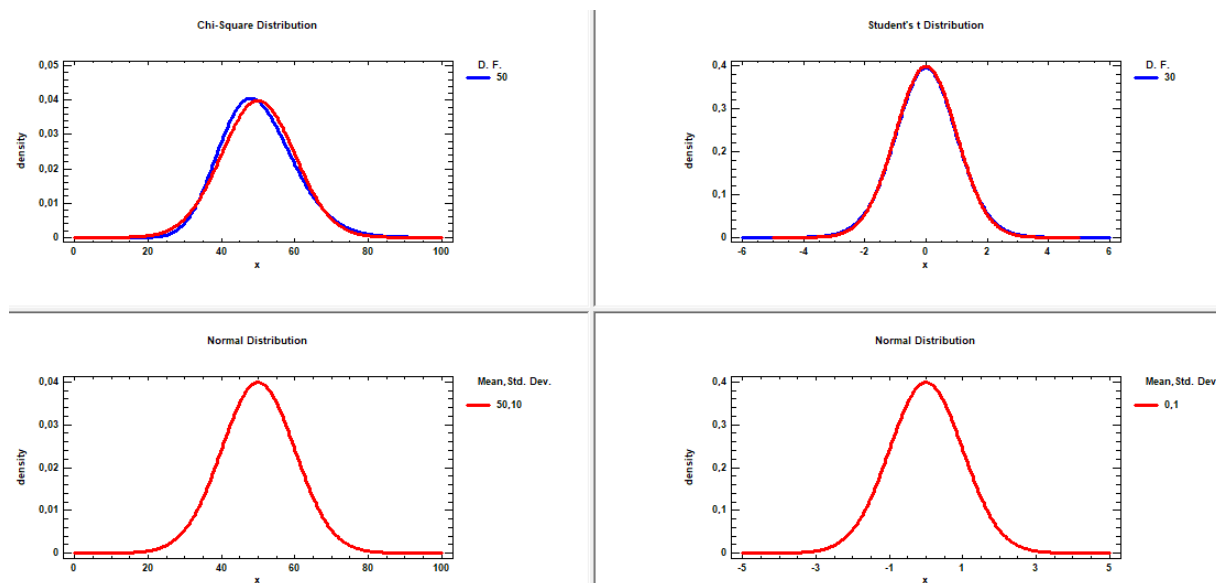 Chi-Square Distribution
0,05
0,04
0,03
0,02
0,01
0
density
0 20 40 60 80 100
x
D. F.
50
Student's t Distribution
0,4
0,3
0,2
0,1
0
density
-6 -4 -2 0 2 4 6
x
D. F.
30
Normal Distribution
0,04
0,03
0,02
0,01
0
density
0 20 40 60 80 100
x
Mean,Std. Dev.
50,10
Normal Distribution
0,4
0,3
0,2
0,1
0
density
-5 -3 -1 1 3 5
x
Mean,Std. Dev
0,1